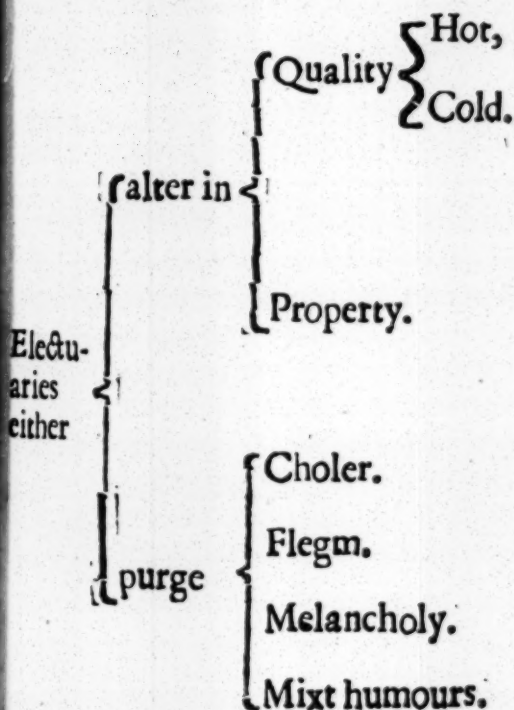 Hot,
Quality
Cold.
alter in
Property.
Electu-
aries
either
Choler.
Flegm.
purge
Melancholy.
Mixt humours.